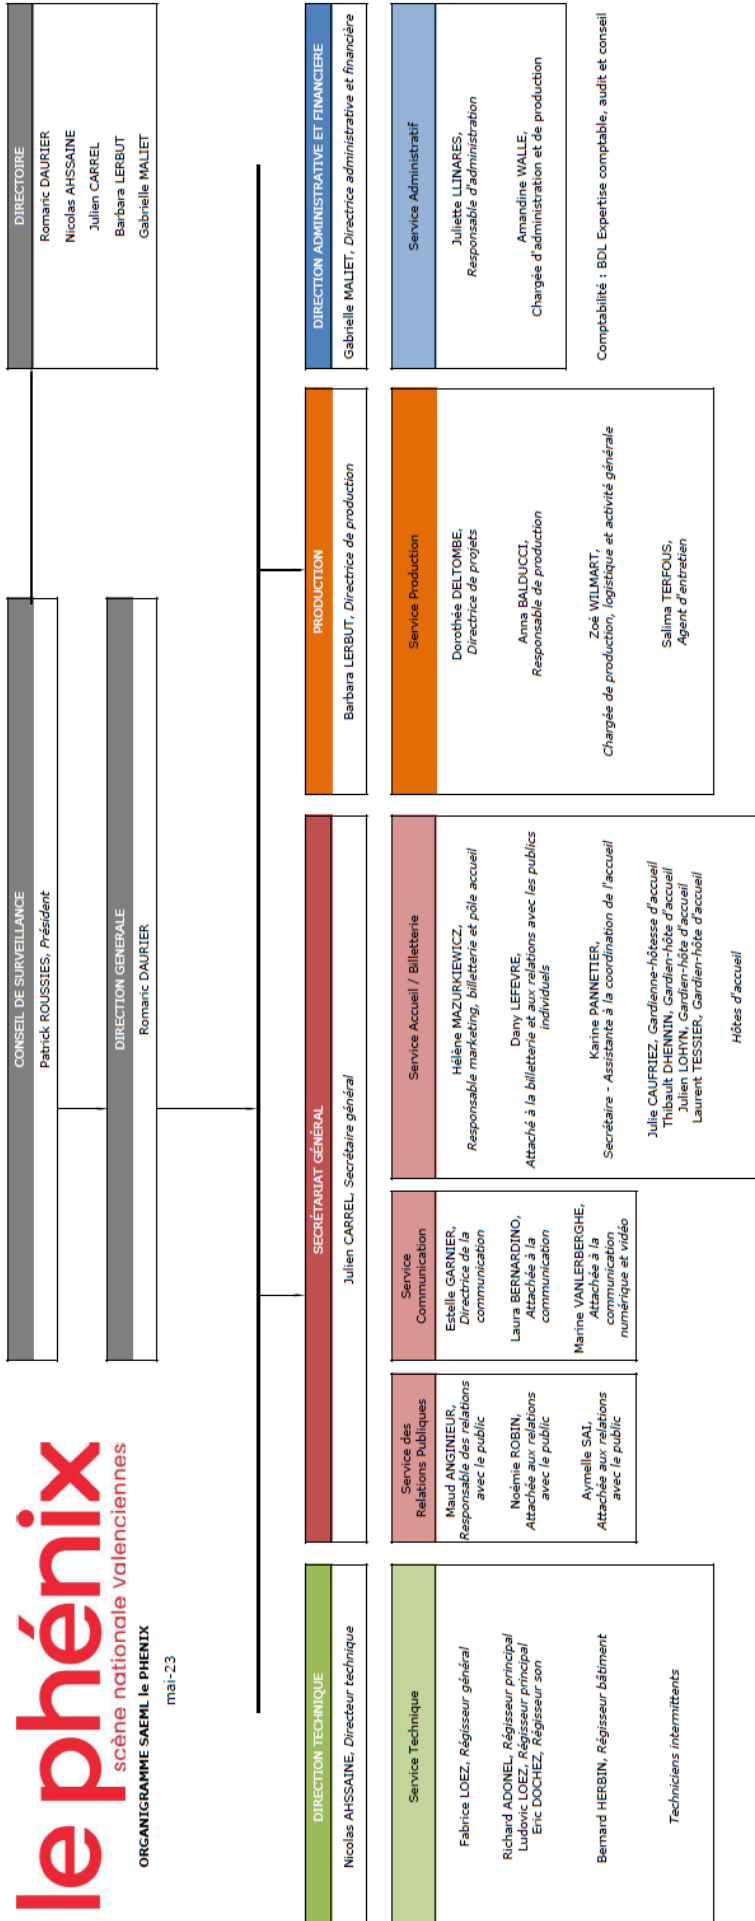 le phénix
scène nationale valenciennes
ORGANIGRAMME SAEML le PHENIX
mai-23
CONSEIL DE SURVEILLANCE
Patrick ROUSSIES, Président
DIRECTOIRE
Romaric DAURIER
Nicolas AHSSAINE
Julien CARREL
Barbara LERBUT
Gabrielle MALIET
DIRECTION GENERALE
Romaric DAURIER
DIRECTION TECHNIQUE
Nicolas AHSSAINE, Directeur technique
Service Technique
Fabrice LOEZ, Régisseur général
Richard ADONEL, Régisseur principal
Ludovic LOEZ, Régisseur principal
Eric DOCHEZ, Régisseur son
Bernard HERBIN, Régisseur bâtiment
Techniciens intermittents
SECRÉTARIAT GÉNÉRAL
Julien CARREL, Secrétaire général
Service des
Relations Publiques
Maud ANGINIEUR,
Responsable des relations
avec le public
Noémie ROBIN,
Attachée aux relations
avec le public
Aymelle SAI,
Attachée aux relations
avec le public
Service
Communication
Estelle GARNIER,
Directrice de la
communication
Laura BERNARDINO,
Attachée à la
communication
Marine VANLERBERGHE,
Attachée à la
communication
numérique et vidéo
Service Accueil / Billetterie
Hélène MAZURKIEWICZ,
Responsable marketing, billetterie et pôle accueil
Dany LEFEVRE,
Attaché à la billetterie et aux relations avec les publics
individuels
Karine PANNETIER,
Secrétaire - Assistante à la coordination de l'accueil
Julie CAUFRIEZ, Gardienne-hôtesse d'accueil
Thibault DHENNIN, Gardien-hôte d'accueil
Julien LOHYN, Gardien-hôte d'accueil
Laurent TESSIER, Gardien-hôte d'accueil
Hôtes d'accueil
PRODUCTION
Barbara LERBUT, Directrice de production
Service Production
Dorothée DELTOMBE,
Directrice de projets
Anna BALDUCCI,
Responsable de production
Zoé WILMART,
Chargée de production, logistique et activité générale
Salima TERFOUS,
Agent d'entretien
DIRECTION ADMINISTRATIVE ET FINANCIERE
Gabrielle MALIET, Directrice administrative et financière
Service Administratif
Juliette LLINARES,
Responsable d'administration
Amandine WALLE,
Chargée d'administration et de production
Comptabilité : BDL Expertise comptable, audit et conseil